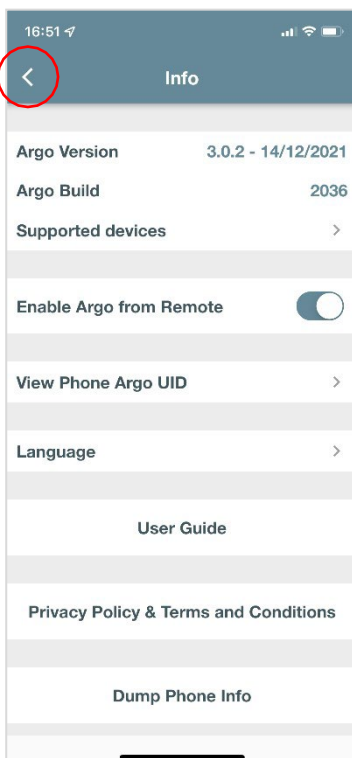 16:51
Info
Argo Version 3.0.2 - 14/12/2021
Argo Build 2036
Supported devices
Enable Argo from Remote
View Phone Argo UID
Language
User Guide
Privacy Policy & Terms and Conditions
Dump Phone Info